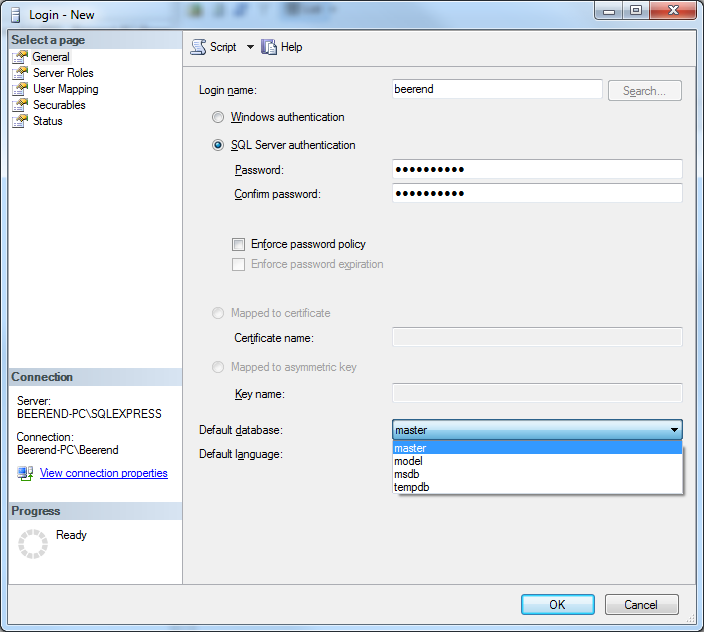 Login - New
Select a page
General
Server Roles
User Mapping
Securables
Status
Connection
Server:
BEEREND-PC\SQLEXPRESS
Connection:
Beerend-PC\Beerend
View connection properties
Progress
Ready
Script Help
Login name: beerend Search...
Windows authentication
SQL Server authentication
Password: ●●●●●●●●●●
Confirm password: ●●●●●●●●●●
Enforce password policy
Enforce password expiration
Mapped to certificate
Certificate name:
Mapped to asymmetric key
Key name:
Default database: master
master
Default language:
model
msdb
tempdb
OK Cancel